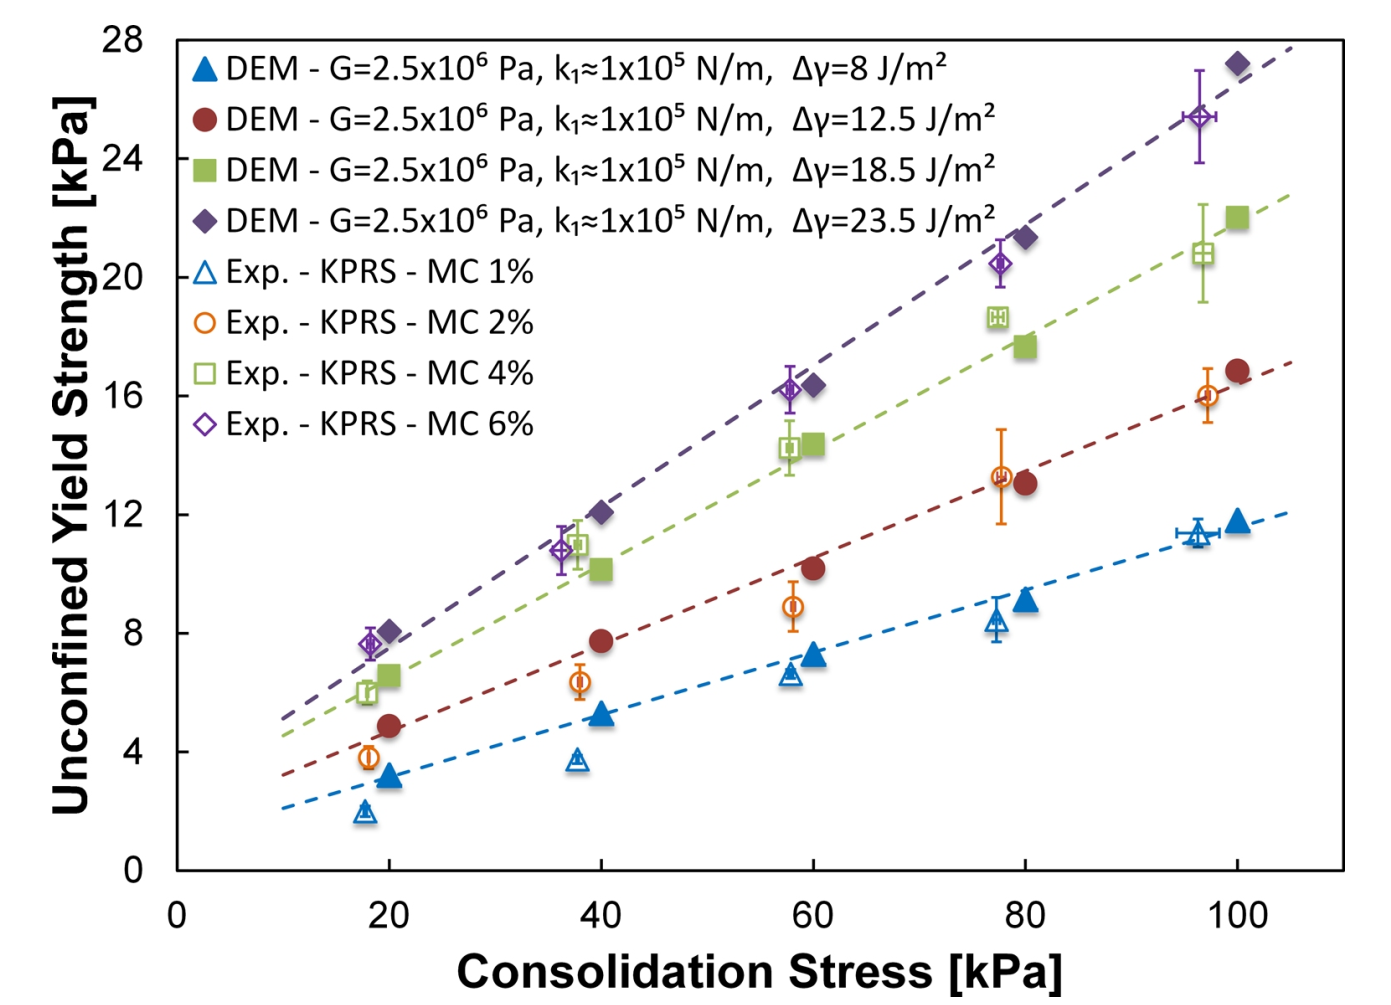 Unconfined Yield Strength [kPa]
28
24
20
16
12
8
4
0
DEM - G=2.5x10⁶ Pa, k₁≈1x10⁵ N/m, Δγ=8 J/m²
DEM - G=2.5x10⁶ Pa, k₁≈1x10⁵ N/m, Δγ=12.5 J/m²
DEM - G=2.5x10⁶ Pa, k₁≈1x10⁵ N/m, Δγ=18.5 J/m²
DEM - G=2.5x10⁶ Pa, k₁≈1x10⁵ N/m, Δγ=23.5 J/m²
Exp. - KPRS - MC 1%
Exp. - KPRS - MC 2%
Exp. - KPRS - MC 4%
Exp. - KPRS - MC 6%
0 20 40 60 80 100
Consolidation Stress [kPa]